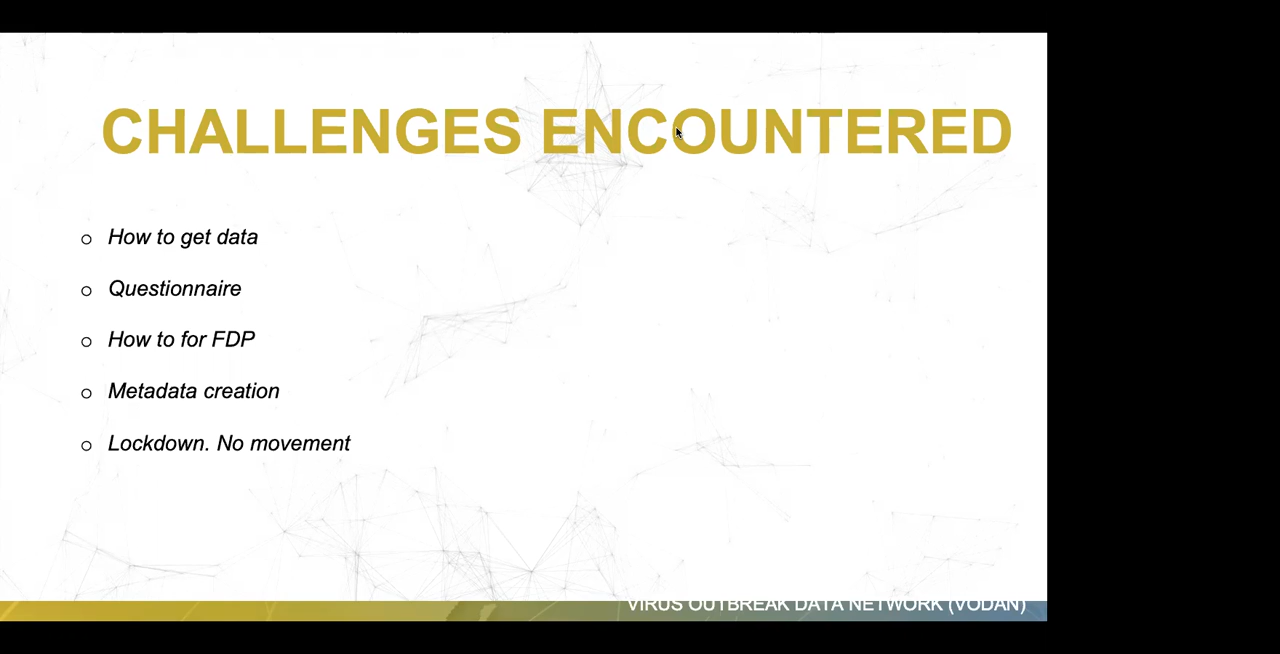 CHALLENGES ENCOUNTERED
How to get data
Questionnaire
How to for FDP
Metadata creation
Lockdown. No movement
VIRUS OUTBREAK DATA NETWORK (VODAN)